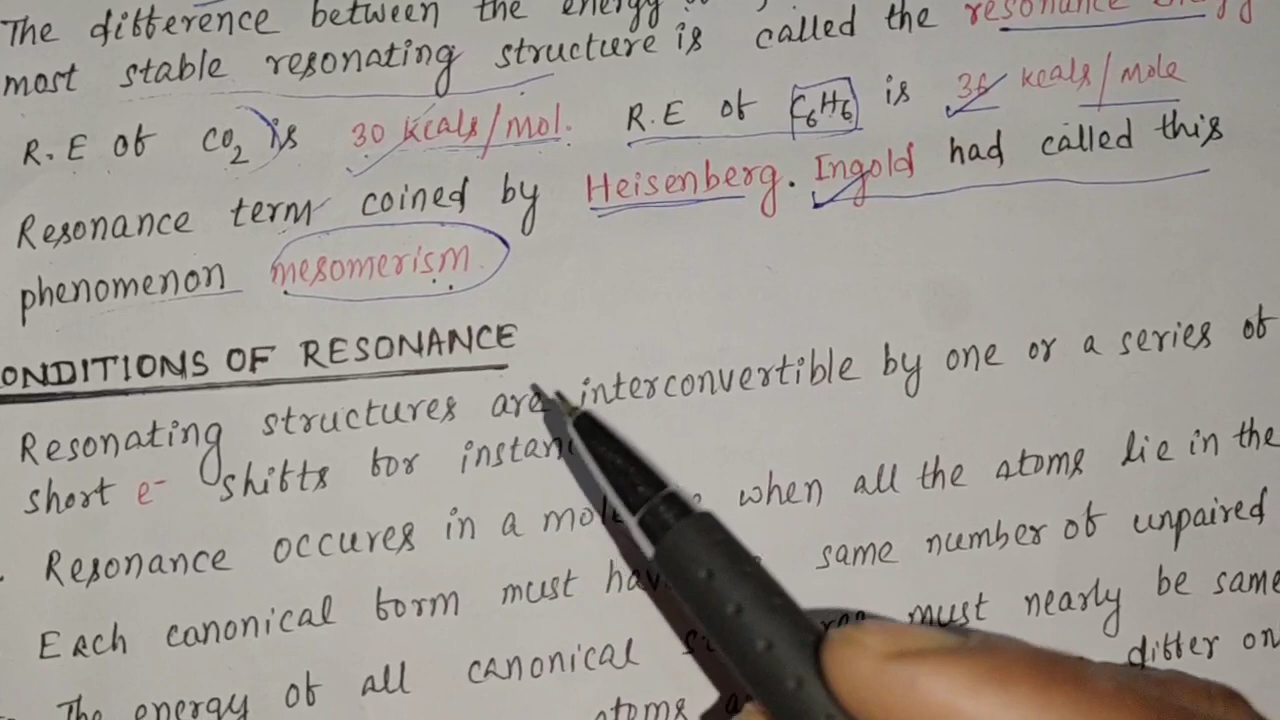 The difference between the energy
most stable resonating structure is called the resonance energy
R.E of CO2 is 30 kcals/mol. R.E of C6H6 is 36 kcals/mole
Resonance term coined by Heisenberg. Ingold had called this
phenomenon mesomerism.
ONDITIONS OF RESONANCE
Resonating structures are interconvertible by one or a series of
short e- shifts for instan
Resonance occures in a when all the atoms lie in the
Each canonical form must same number of unpaired
The energy of all canonical must nearly be same
atoms differ on